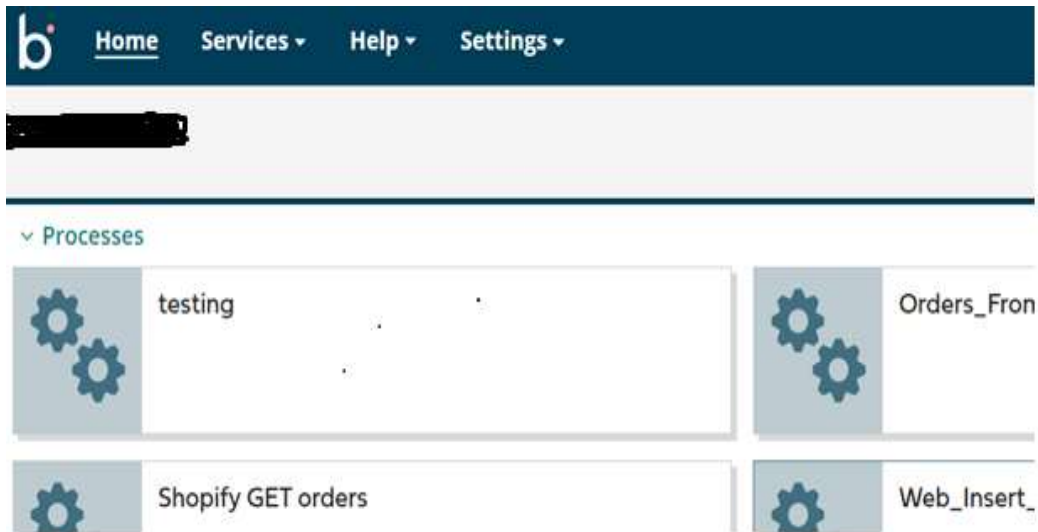 b Home Services Help Settings
Processes
testing
Orders_Fron
Shopify GET orders
Web_Insert_